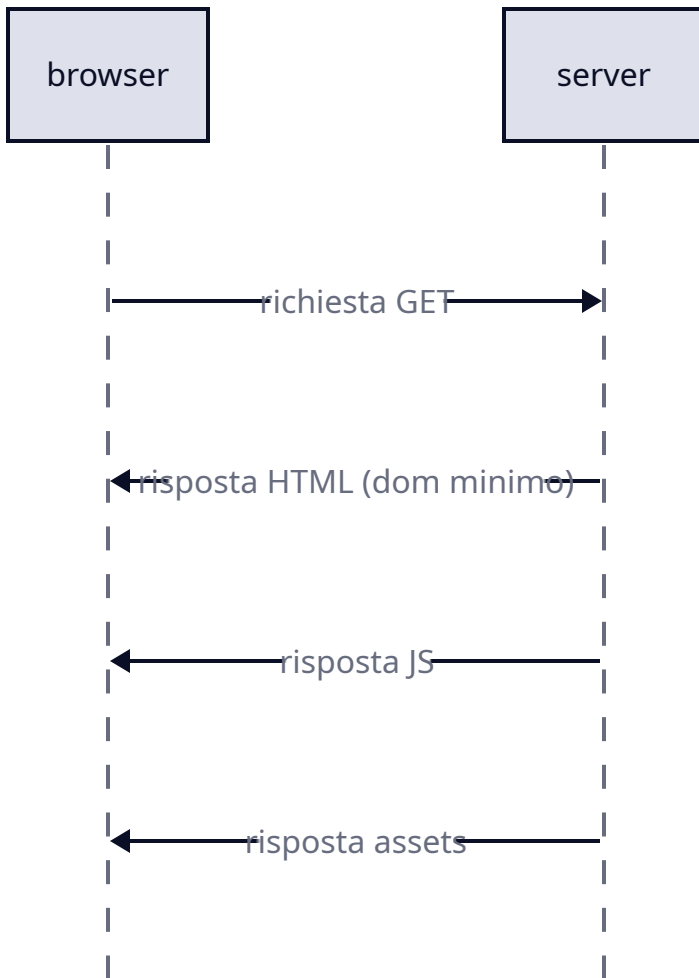 browser
server
richiesta GET
risposta HTML (dom minimo)
risposta JS
risposta assets